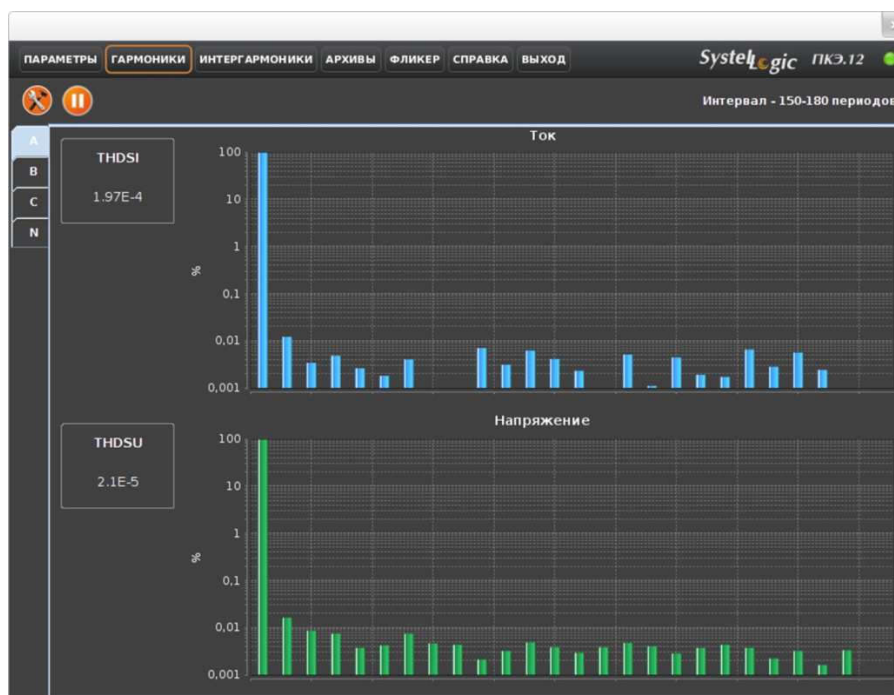 ПАРАМЕТРЫ ГАРМОНИКИ ИНТЕРГАРМОНИКИ АРХИВЫ ФЛИКЕР СПРАВКА ВЫХОД SystelLogic ПКЭ.12
Интервал - 150-180 периодов
A
B
C
N
THDSI
1.97E-4
Ток
%
100
10
1
0,1
0,01
0,001
THDSU
2.1E-5
Напряжение
%
100
10
1
0,1
0,01
0,001